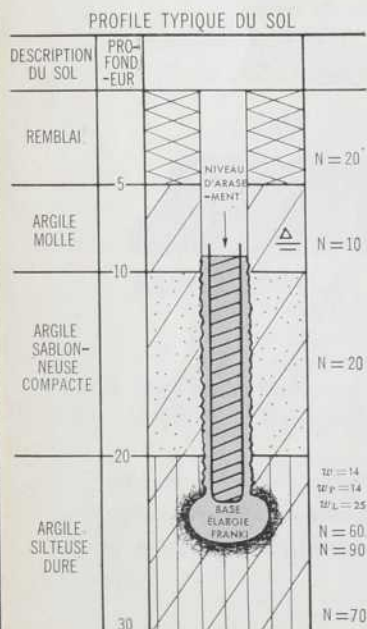 PROFILE TYPIQUE DU SOL
DESCRIPTION
DU SOL
PRO-
FOND
-EUR
REMBLAI
NIVEAU
D'ARASE
-MENT
N = 20
5
ARGILE
MOLLE
N = 10
10
ARGILE
SABLON-
NEUSE
COMPACTE
N = 20
20
w = 14
wP = 14
wL = 25
BASE
ÉLARGIE
FRANKI
ARGILE
SILTEUSE
DURE
N = 60
N = 90
N = 70
30